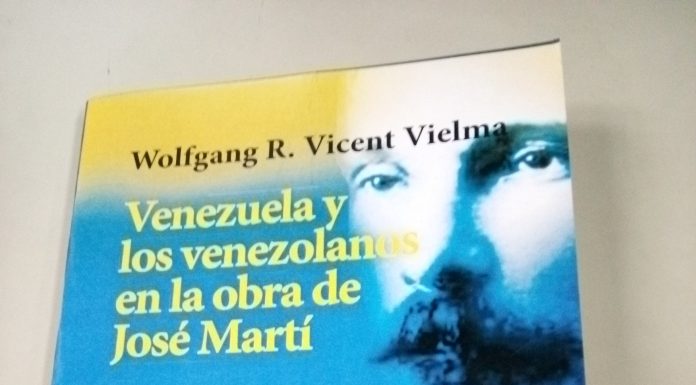 Wolfgang R. Vicent Vielma
Venezuela y
los venezolanos
en la obra de
José Martí